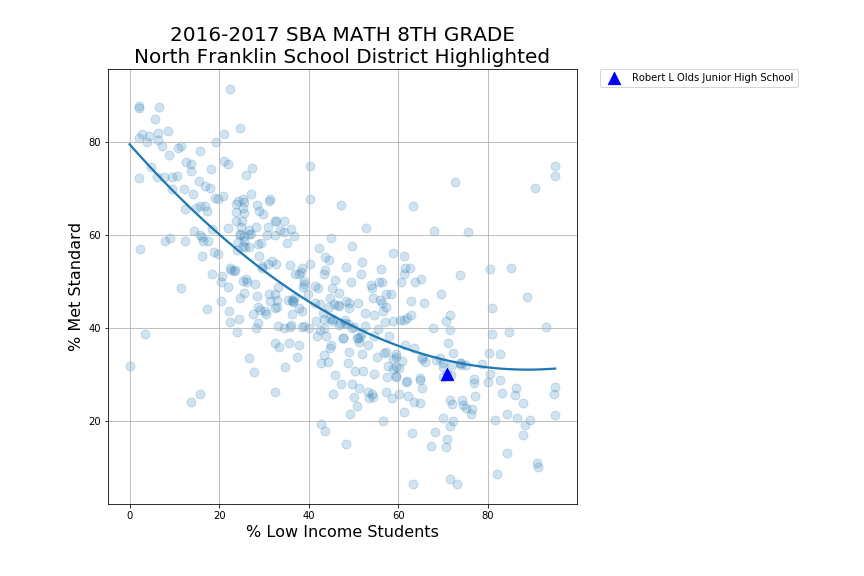 2016-2017 SBA MATH 8TH GRADE
North Franklin School District Highlighted
Robert L Olds Junior High School
% Met Standard
80
60
40
20
0
20
40
60
80
% Low Income Students